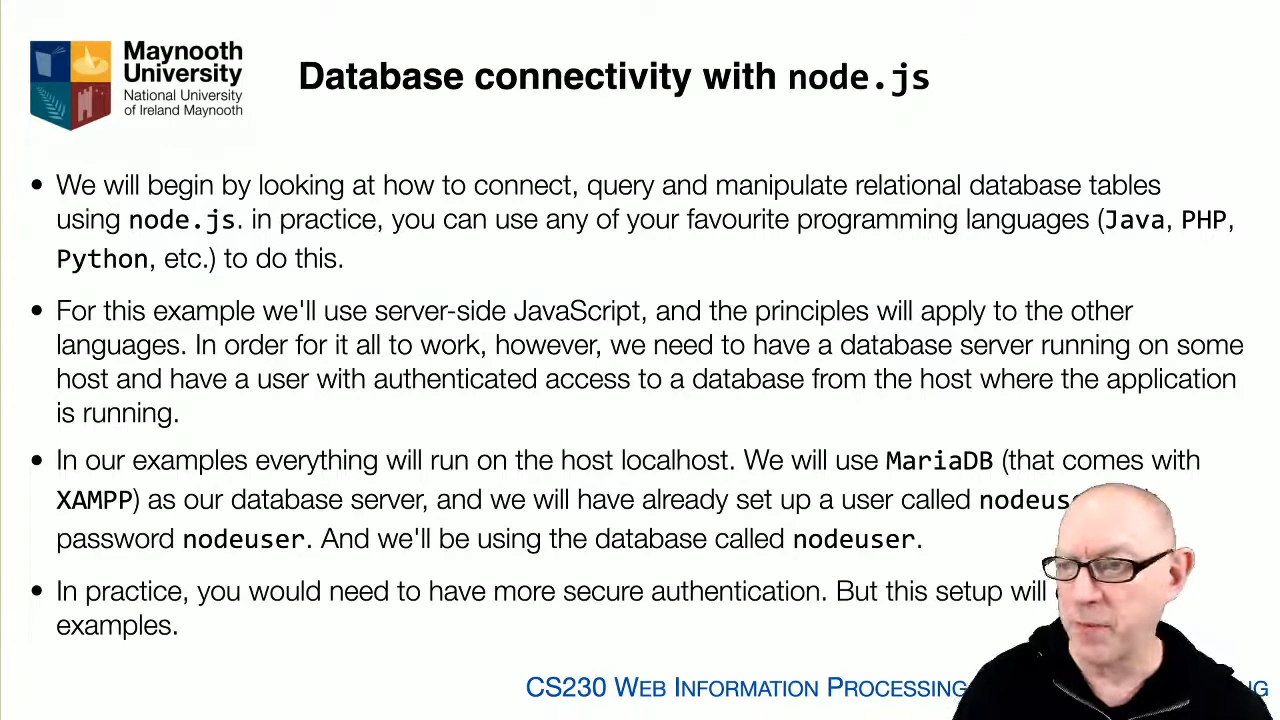 Maynooth
University
National University
of Ireland Maynooth
Database connectivity with node.js
• We will begin by looking at how to connect, query and manipulate relational database tables
using node.js. in practice, you can use any of your favourite programming languages (Java, PHP,
Python, etc.) to do this.
• For this example we'll use server-side JavaScript, and the principles will apply to the other
languages. In order for it all to work, however, we need to have a database server running on some
host and have a user with authenticated access to a database from the host where the application
is running.
• In our examples everything will run on the host localhost. We will use MariaDB (that comes with
XAMPP) as our database server, and we will have already set up a user called
password nodeuser. And we'll be using the database called nodeuser.
• In practice, you would need to have more secure authentication. But this setup will
examples.
CS230 WEB INFORMATION PROCESSING